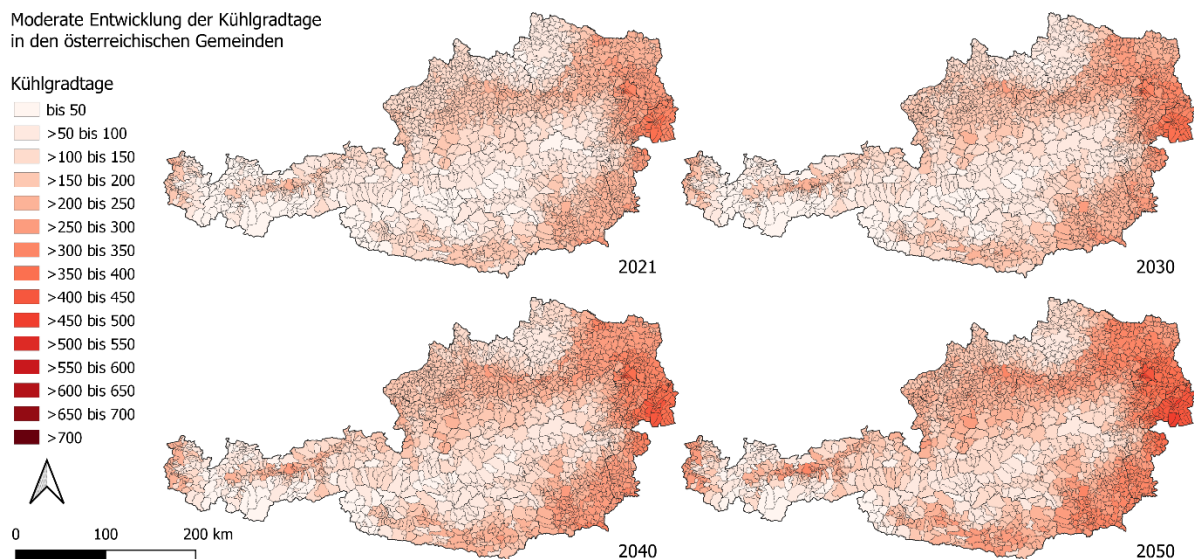 Moderate Entwicklung der Kühlgradtage
in den österreichischen Gemeinden
Kühlgradtage
bis 50
>50 bis 100
>100 bis 150
>150 bis 200
>200 bis 250
>250 bis 300
>300 bis 350
>350 bis 400
>400 bis 450
>450 bis 500
>500 bis 550
>550 bis 600
>600 bis 650
>650 bis 700
>700
0 100 200 km
2021
2030
2040
2050